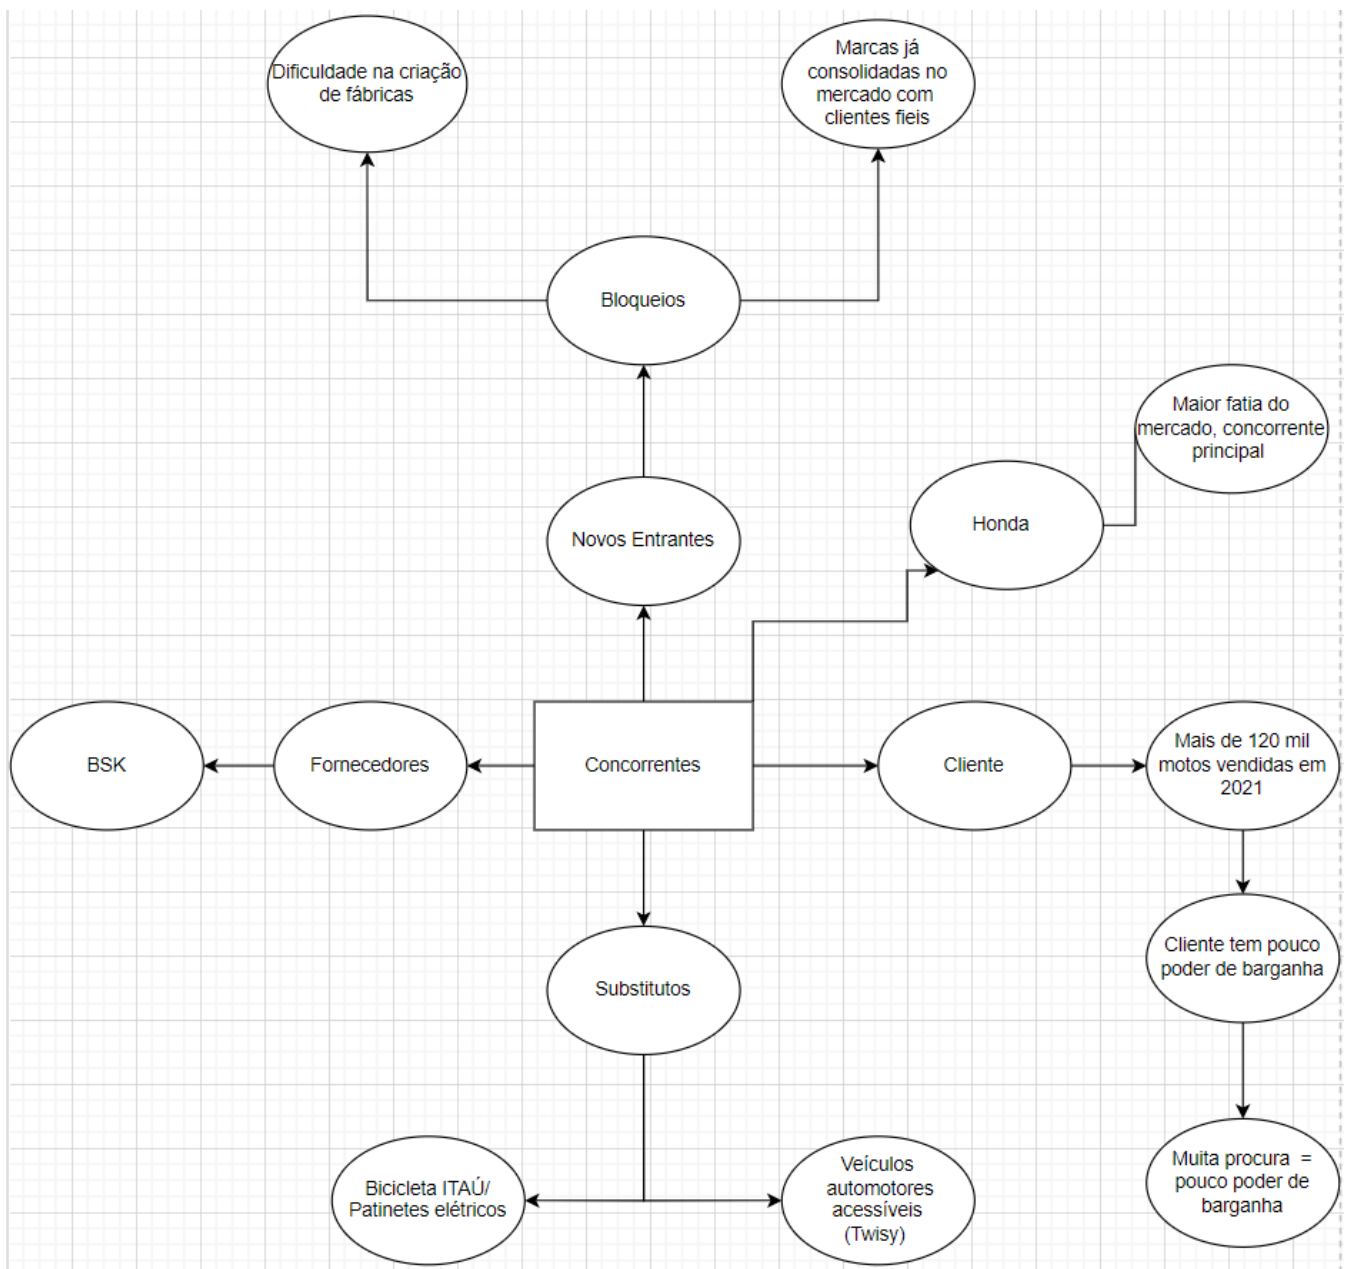 Dificuldade na criação
de fábricas
Marcas já
consolidadas no
mercado com
clientes fieis
Bloqueios
Maior fatia do
mercado, concorrente
principal
Honda
Novos Entrantes
BSK
Fornecedores
Concorrentes
Cliente
Mais de 120 mil
motos vendidas em
2021
Cliente tem pouco
poder de barganha
Substitutos
Muita procura =
pouco poder de
barganha
Bicicleta ITAÚ/
Patinetes elétricos
Veículos
automotores
acessíveis
(Twisy)